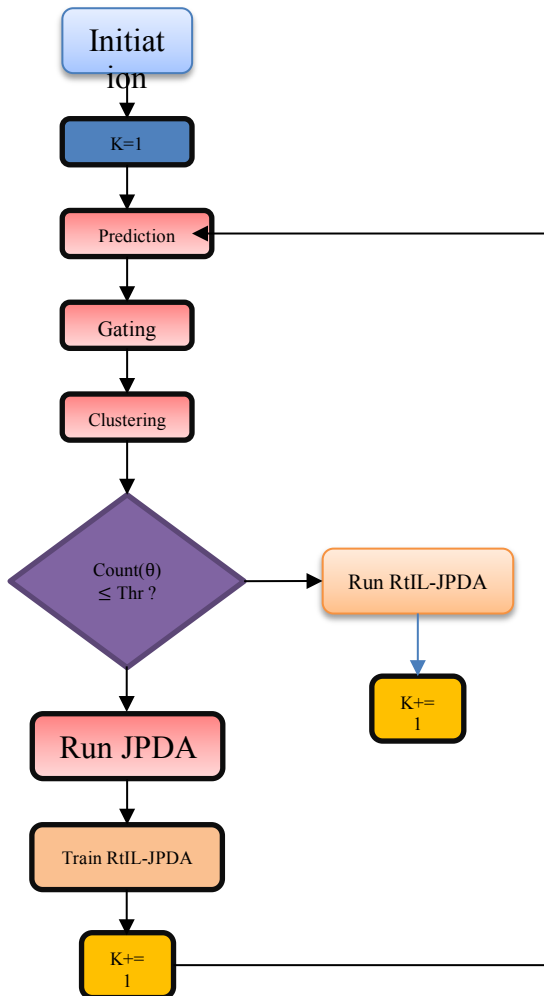 Initiat
ion
K=1
Prediction
Gating
Clustering
Count(θ)
≤ Thr ?
Run RtIL-JPDA
K+=
1
Run JPDA
Train RtIL-JPDA
K+=
1